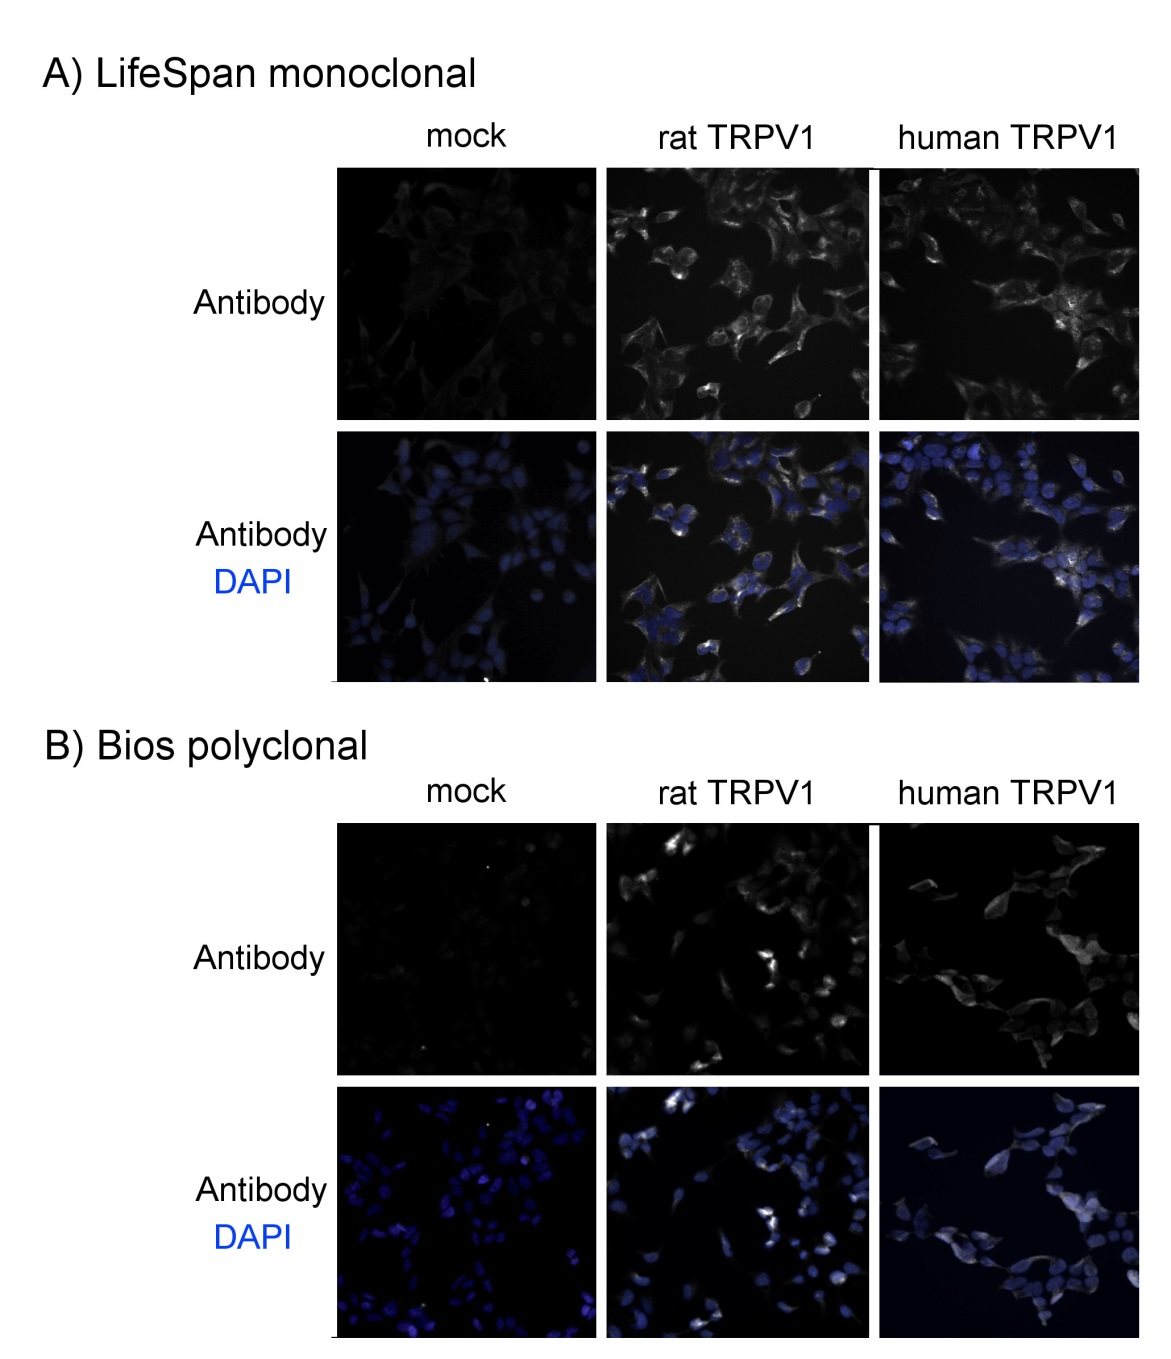 A) LifeSpan monoclonal
mock rat TRPV1 human TRPV1
Antibody
Antibody
DAPI
B) Bios polyclonal
mock rat TRPV1 human TRPV1
Antibody
Antibody
DAPI